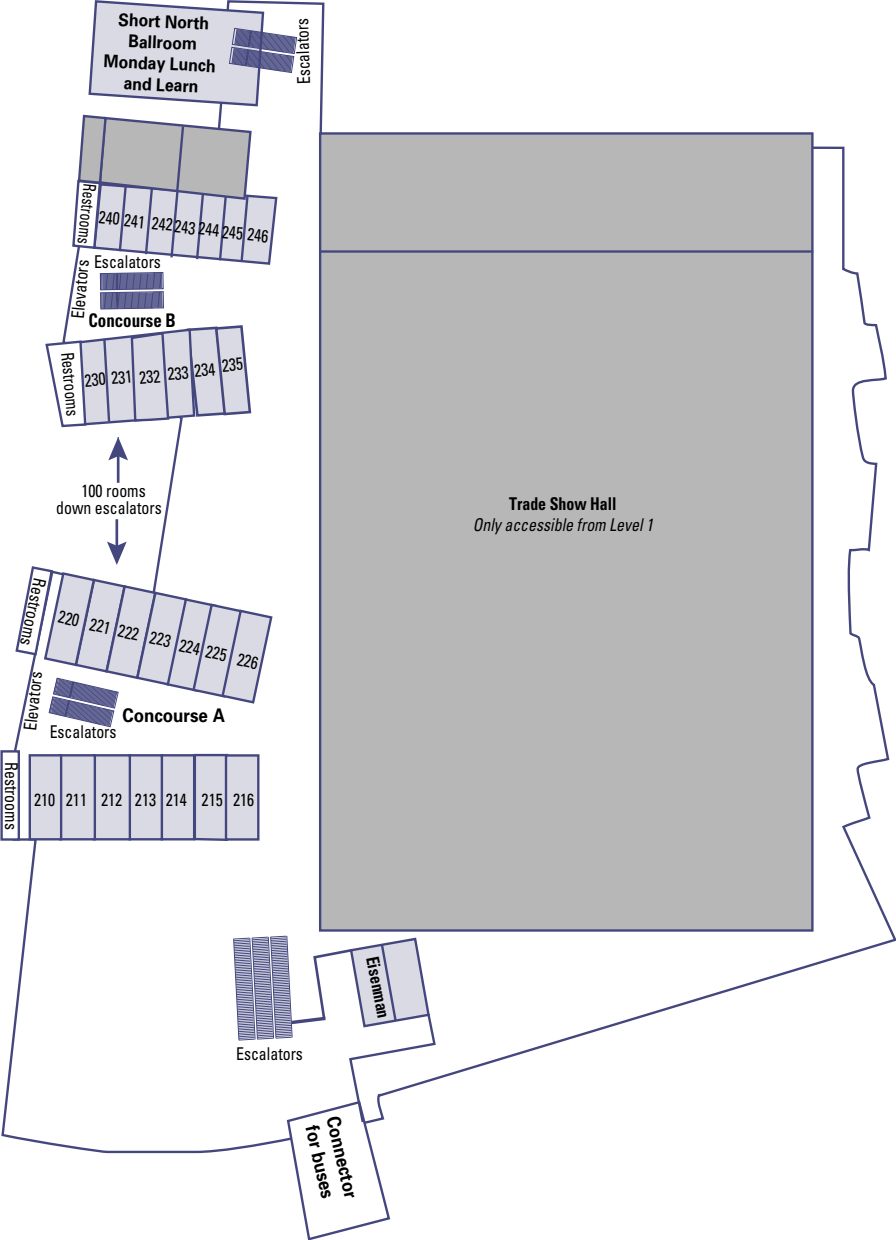 Short North
Ballroom
Monday Lunch
and Learn
Escalators
Restrooms
240
241
242
243
244
245
246
Escalators
Elevators
Concourse B
Restrooms
230
231
232
233
234
235
100 rooms
down escalators
Trade Show Hall
Only accessible from Level 1
Restrooms
220
221
222
223
224
225
226
Elevators
Concourse A
Escalators
Restrooms
210
211
212
213
214
215
216
Eisenman
Escalators
Connector
for buses